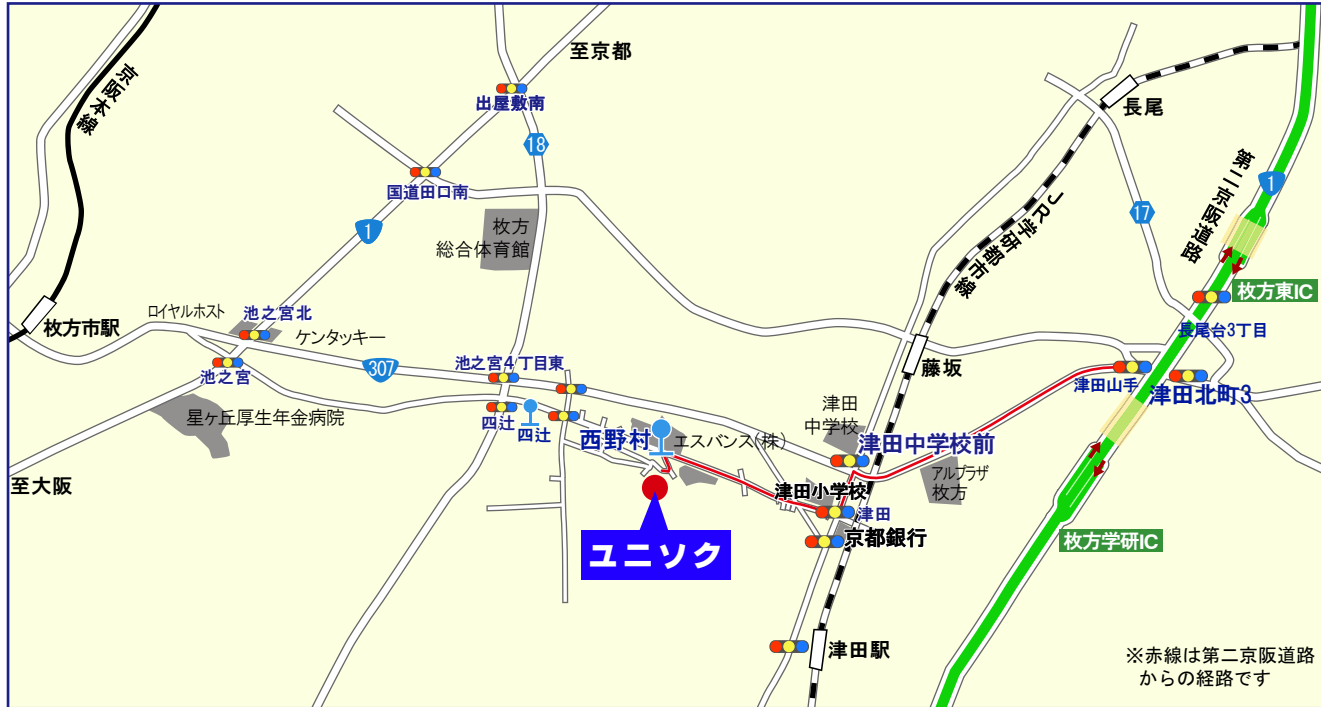 至京都
京阪本線
出屋敷南
長尾
18
国道田口南
第二京阪道路
1
17
1
枚方
総合体育館
JR学研都市線
枚方東IC
ロイヤルホスト
池之宮北
枚方市駅
ケンタッキー
長尾台3丁目
池之宮
307
池之宮4丁目東
藤坂
津田山手
津田北町3
星ヶ丘厚生年金病院
四辻
四辻
西野村
エスバンス(株)
津田
中学校
津田中学校前
アルプラザ
枚方
至大阪
津田小学校
津田
京都銀行
ユニソク
枚方学研IC
津田駅
※赤線は第二京阪道路
からの経路です